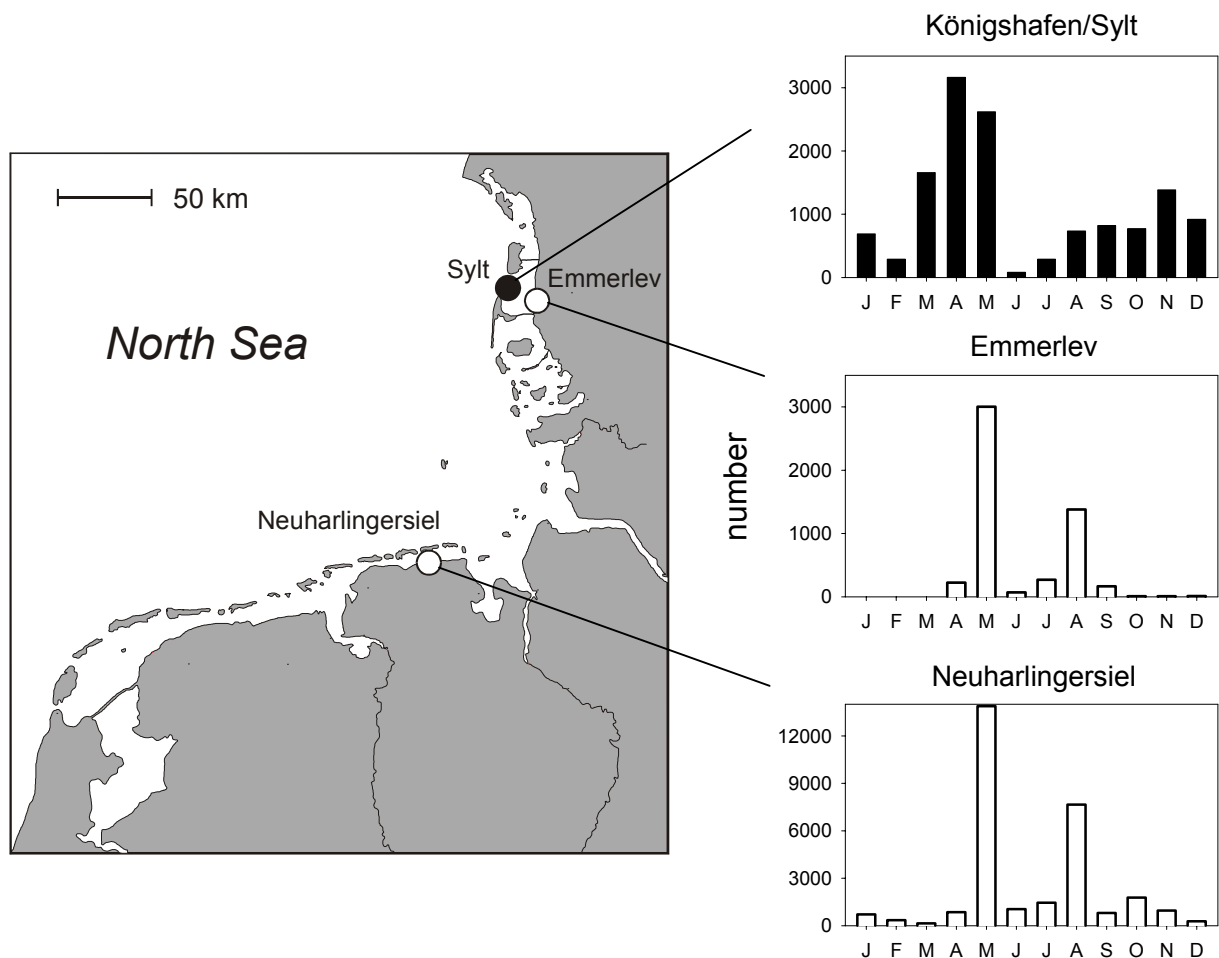 50 km
Sylt
Emmerlev
North Sea
Neuharlingersiel
number
Königshafen/Sylt
3000
2000
1000
0
J F M A M J J A S O N D
Emmerlev
3000
2000
1000
0
J F M A M J J A S O N D
Neuharlingersiel
12000
9000
6000
3000
0
J F M A M J J A S O N D